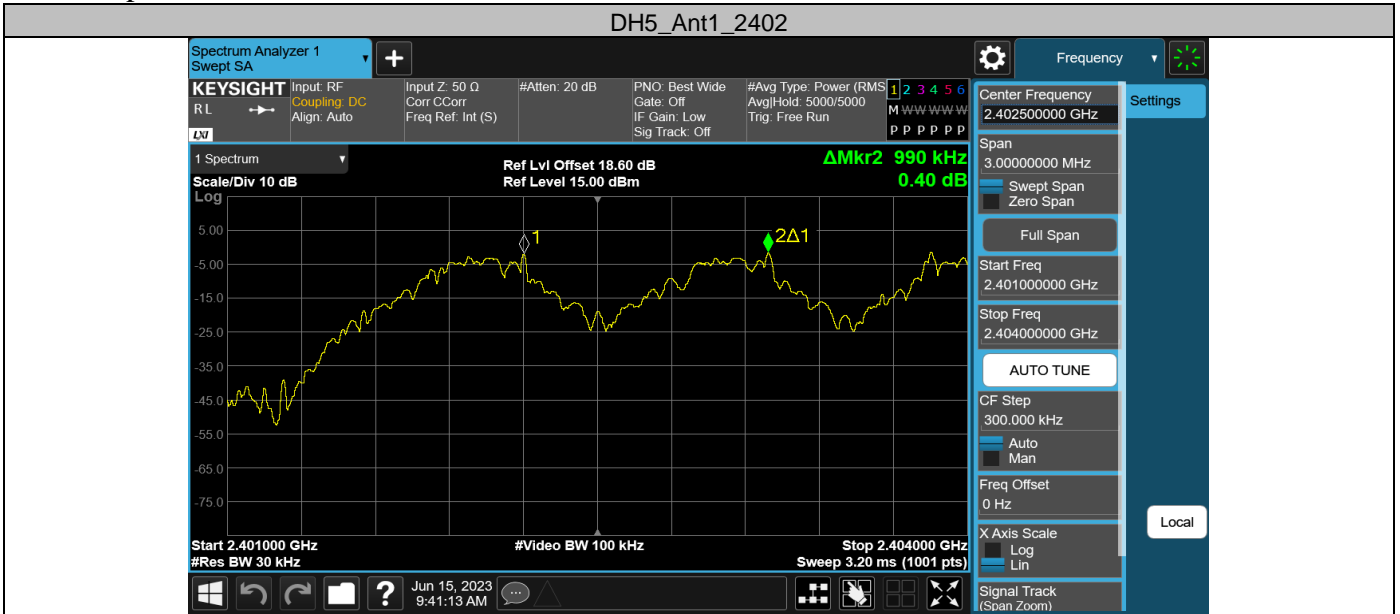 DH5_Ant1_2402
Spectrum Analyzer 1
Swept SA
Frequency
KEYSIGHT
RL
LXI
Input: RF
Coupling: DC
Align: Auto
Input Z: 50 Ω
Corr CCorr
Freq Ref: Int (S)
#Atten: 20 dB
PNO: Best Wide
Gate: Off
IF Gain: Low
Sig Track: Off
#Avg Type: Power (RMS
Avg|Hold: 5000/5000
Trig: Free Run
1 2 3 4 5 6
M W W W W W
P P P P P P
1 Spectrum
Scale/Div 10 dB
Log
Ref Lvl Offset 18.60 dB
Ref Level 15.00 dBm
ΔMkr2 990 kHz
0.40 dB
5.00
-5.00
-15.0
-25.0
-35.0
-45.0
-55.0
-65.0
-75.0
1
2Δ1
Start 2.401000 GHz
#Res BW 30 kHz
#Video BW 100 kHz
Stop 2.404000 GHz
Sweep 3.20 ms (1001 pts)
Jun 15, 2023
9:41:13 AM
Center Frequency
2.402500000 GHz
Span
3.00000000 MHz
Swept Span
Zero Span
Full Span
Start Freq
2.401000000 GHz
Stop Freq
2.404000000 GHz
AUTO TUNE
CF Step
300.000 kHz
Auto
Man
Freq Offset
0 Hz
X Axis Scale
Log
Lin
Signal Track
(Span Zoom)
Settings
Local